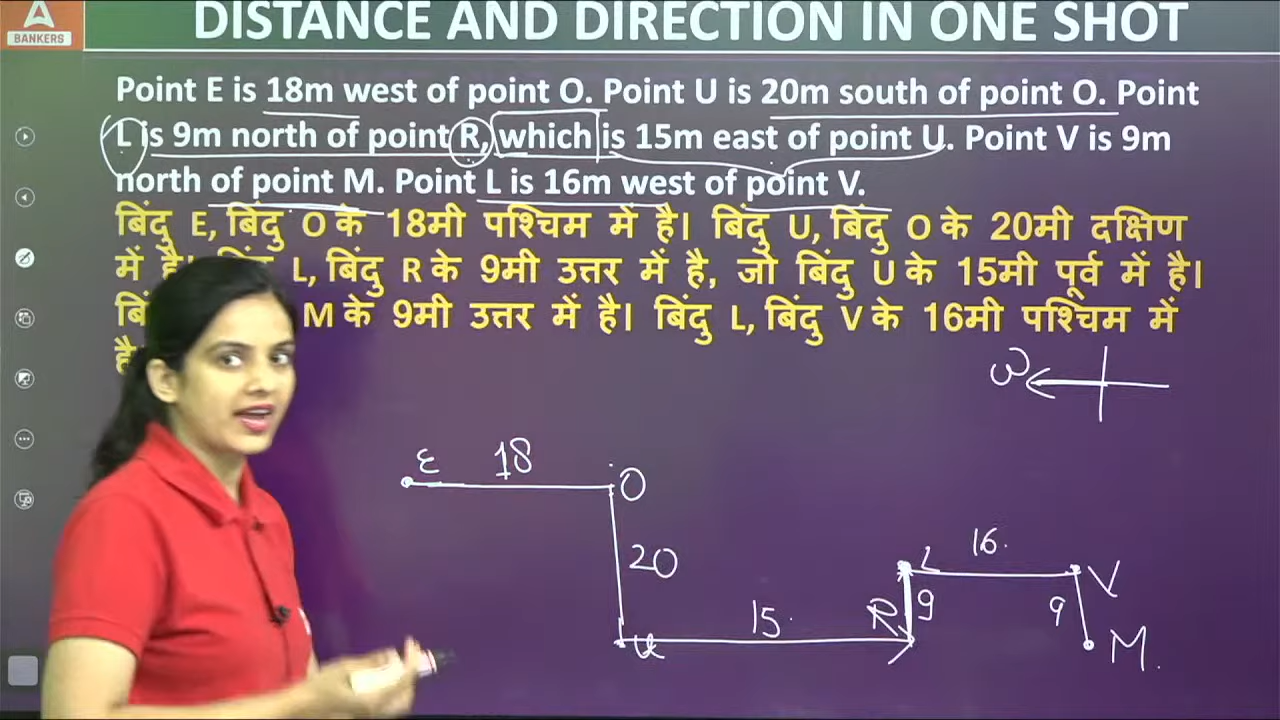 DISTANCE AND DIRECTION IN ONE SHOT
A
BANKERS
Point E is 18m west of point O. Point U is 20m south of point O. Point
L is 9m north of point R, which is 15m east of point U. Point V is 9m
north of point M. Point L is 16m west of point V.
बिंदु E, बिंदु O के 18मी पश्चिम में है। बिंदु U, बिंदु O के 20मी दक्षिण
में है। L, बिंदु R के 9मी उत्तर में है, जो बिंदु U के 15मी पूर्व में है।
M के 9मी उत्तर में है। बिंदु L, बिंदु V के 16मी पश्चिम में
है
W
E 18 O
20
16.
L V
15. R 9 9
U M.